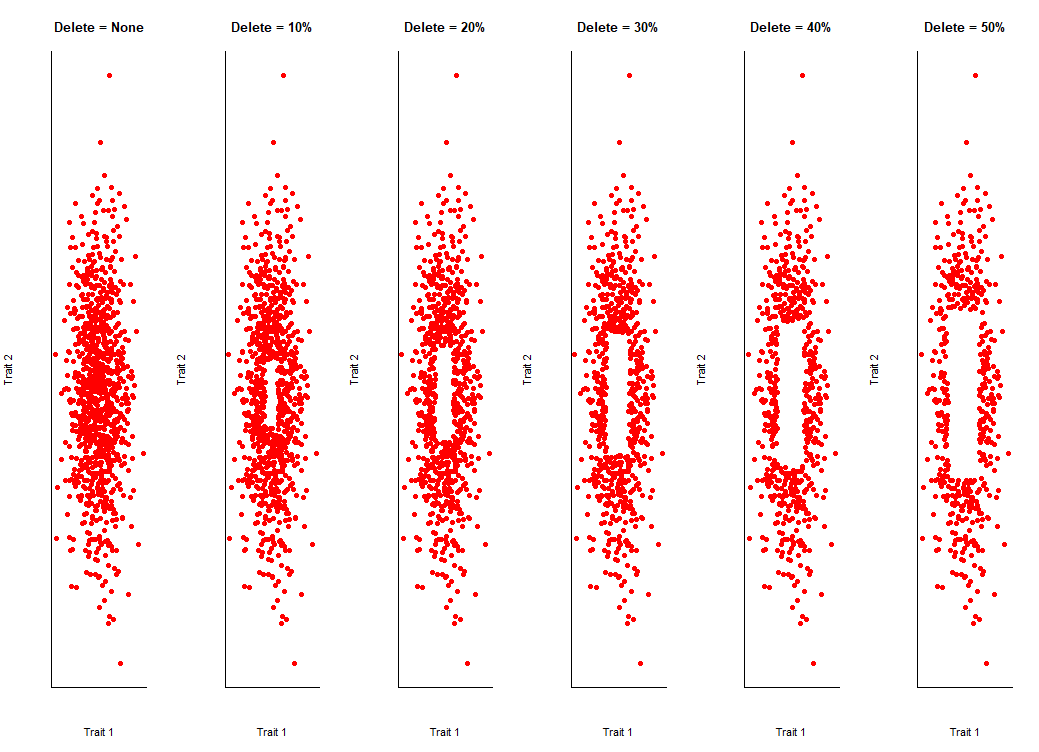 Delete = None
Delete = 10%
Delete = 20%
Delete = 30%
Delete = 40%
Delete = 50%
Trait 2
Trait 2
Trait 2
Trait 2
Trait 2
Trait 2
Trait 1
Trait 1
Trait 1
Trait 1
Trait 1
Trait 1